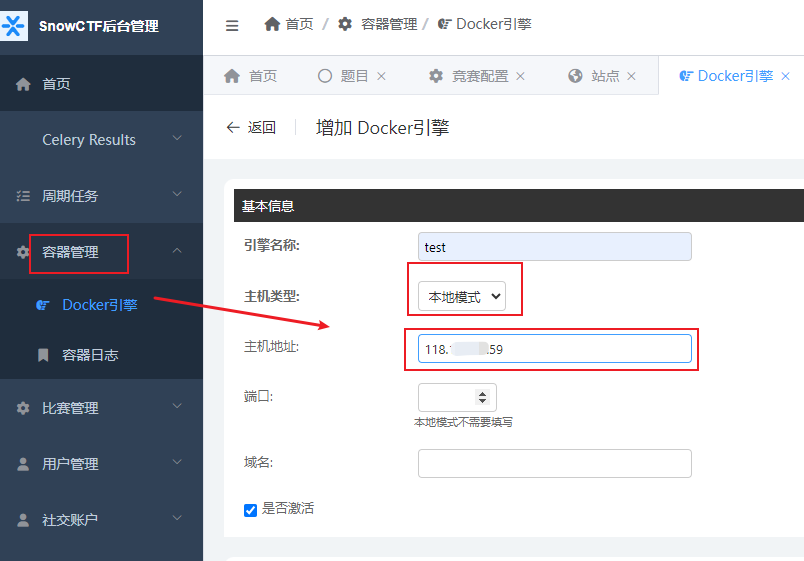 SnowCTF后台管理
首页 / 容器管理 / Docker引擎
首页
首页 题目 × 竞赛配置 × 站点 × Docker引擎 ×
Celery Results
← 返回 增加 Docker引擎
周期任务
基本信息
引擎名称: test
容器管理
主机类型: 本地模式
Docker引擎
主机地址: 118. .59
容器日志
端口:
比赛管理
本地模式不需要填写
用户管理
域名:
社交账户
是否激活